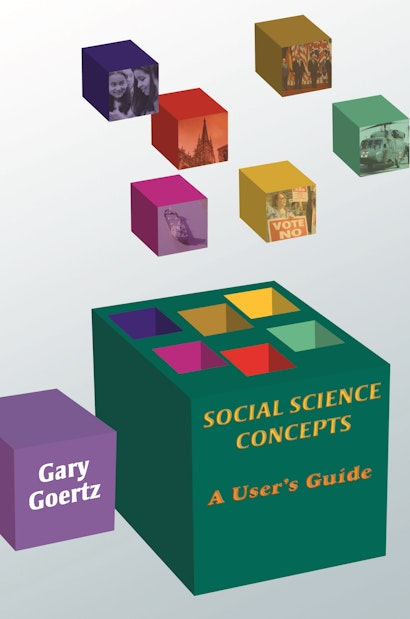 VOTE
NO
SOCIAL SCIENCE
CONCEPTS
A User's Guide
Gary
Goertz